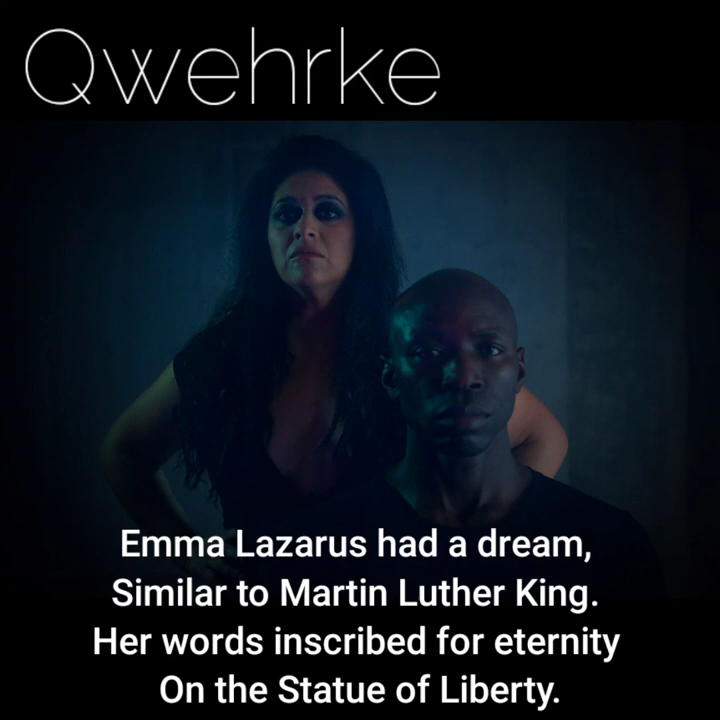 Qwehrke
Emma Lazarus had a dream,
Similar to Martin Luther King.
Her words inscribed for eternity
On the Statue of Liberty.